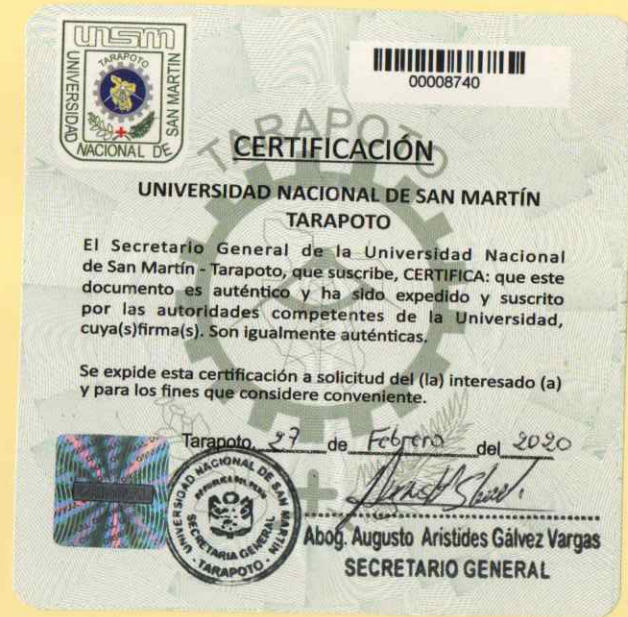 unsm
TARAPOTO
UNIVERSIDAD
NACIONAL DE
SAN MARTIN
00008740
TARAPOTO
CERTIFICACIÓN
UNIVERSIDAD NACIONAL DE SAN MARTÍN
TARAPOTO
El Secretario General de la Universidad Nacional
de San Martín - Tarapoto, que suscribe, CERTIFICA: que este
documento es auténtico y ha sido expedido y suscrito
por las autoridades competentes de la Universidad,
cuya(s)firma(s). Son igualmente auténticas.
Se expide esta certificación a solicitud del (la) interesado (a)
y para los fines que considere conveniente.
Tarapoto, 27 de Febrero del 2020
UNIVERSIDAD NACIONAL DE SAN MARTIN
SECRETARIA GENERAL
- TARAPOTO -
Abog. Augusto Aristides Gálvez Vargas
SECRETARIO GENERAL